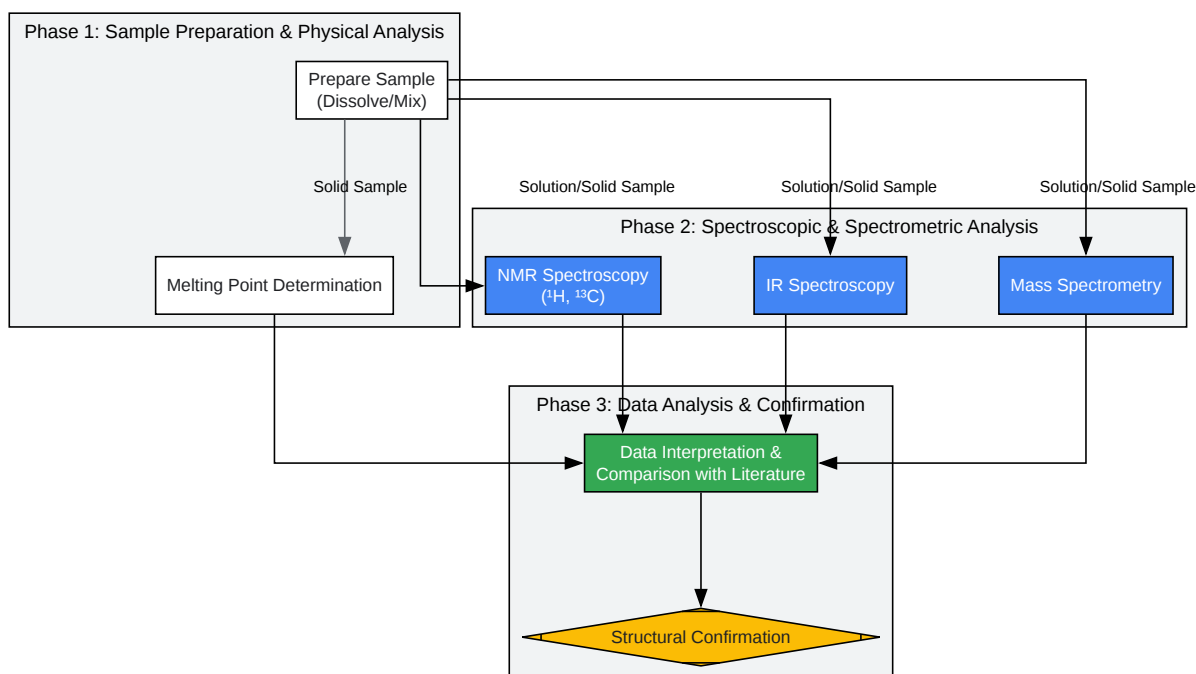 Phase 1: Sample Preparation & Physical Analysis
Prepare Sample
(Dissolve/Mix)
Solid Sample
Solution/Solid Sample
Solution/Solid Sample
Solution/Solid Sample
Phase 2: Spectroscopic & Spectrometric Analysis
Melting Point Determination
NMR Spectroscopy
(¹H, ¹³C)
IR Spectroscopy
Mass Spectrometry
Phase 3: Data Analysis & Confirmation
Data Interpretation &
Comparison with Literature
Structural Confirmation